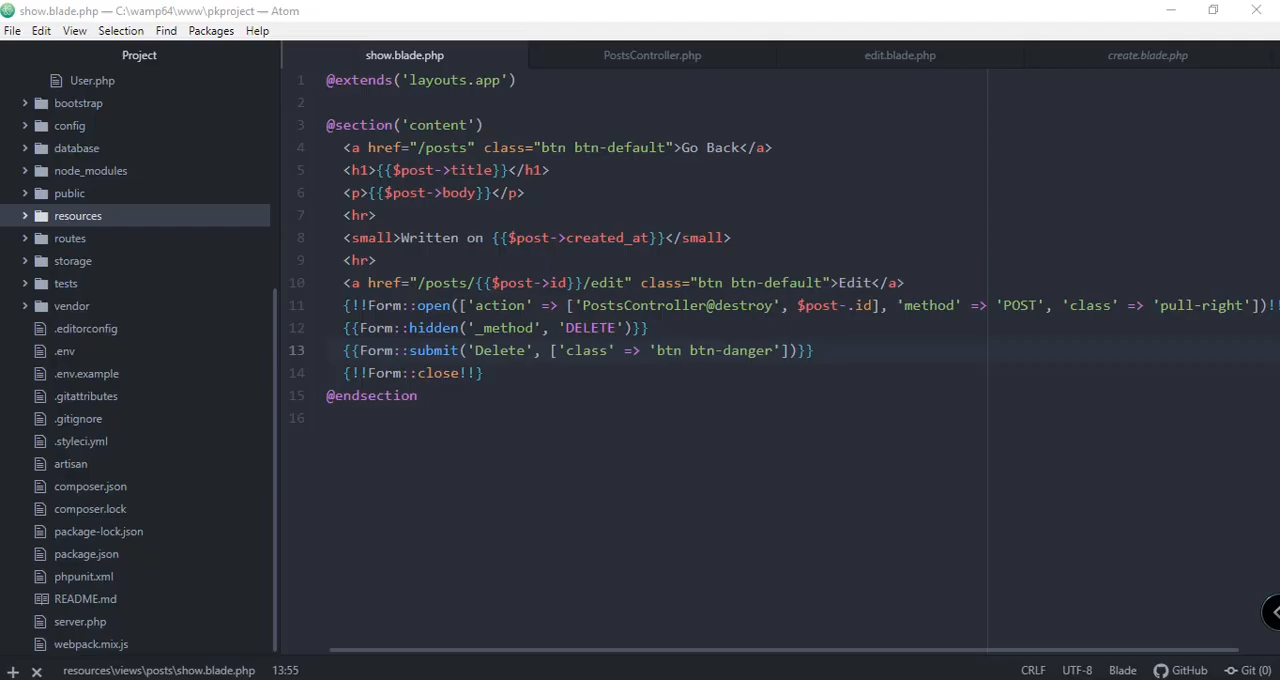 show.blade.php — C:\wamp64\www\pkproject — Atom
File Edit View Selection Find Packages Help
Project
User.php
bootstrap
config
database
node_modules
public
resources
routes
storage
tests
vendor
.editorconfig
.env
.env.example
.gitattributes
.gitignore
.styleci.yml
artisan
composer.json
composer.lock
package-lock.json
package.json
phpunit.xml
README.md
server.php
webpack.mix.js
show.blade.php PostsController.php edit.blade.php create.blade.php
1 @extends('layouts.app')
2
3 @section('content')
4 <a href="/posts" class="btn btn-default">Go Back</a>
5 <h1>{{$post->title}}</h1>
6 <p>{{$post->body}}</p>
7 <hr>
8 <small>Written on {{$post->created_at}}</small>
9 <hr>
10 <a href="/posts/{{$post->id}}/edit" class="btn btn-default">Edit</a>
11 {!!Form::open(['action' => ['PostsController@destroy', $post-.id], 'method' => 'POST', 'class' => 'pull-right'])!!
12 {{Form::hidden('_method', 'DELETE')}}
13 {{Form::submit('Delete', ['class' => 'btn btn-danger'])}}
14 {!!Form::close!!}
15 @endsection
16
resources\views\posts\show.blade.php 13:55 CRLF UTF-8 Blade GitHub Git (0)